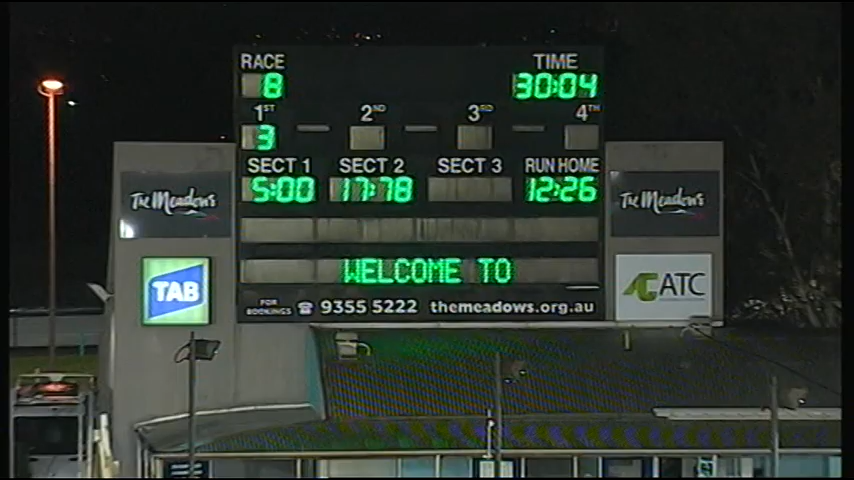 RACE TIME
8 30:04
1ST 2ND 3RD 4TH
3
SECT 1 SECT 2 SECT 3 RUN HOME
5:00 17:78 12:26
The Meadows
The Meadows
WELCOME TO
TAB
ATC
FOR BOOKINGS ☎ 9355 5222 themeadows.org.au